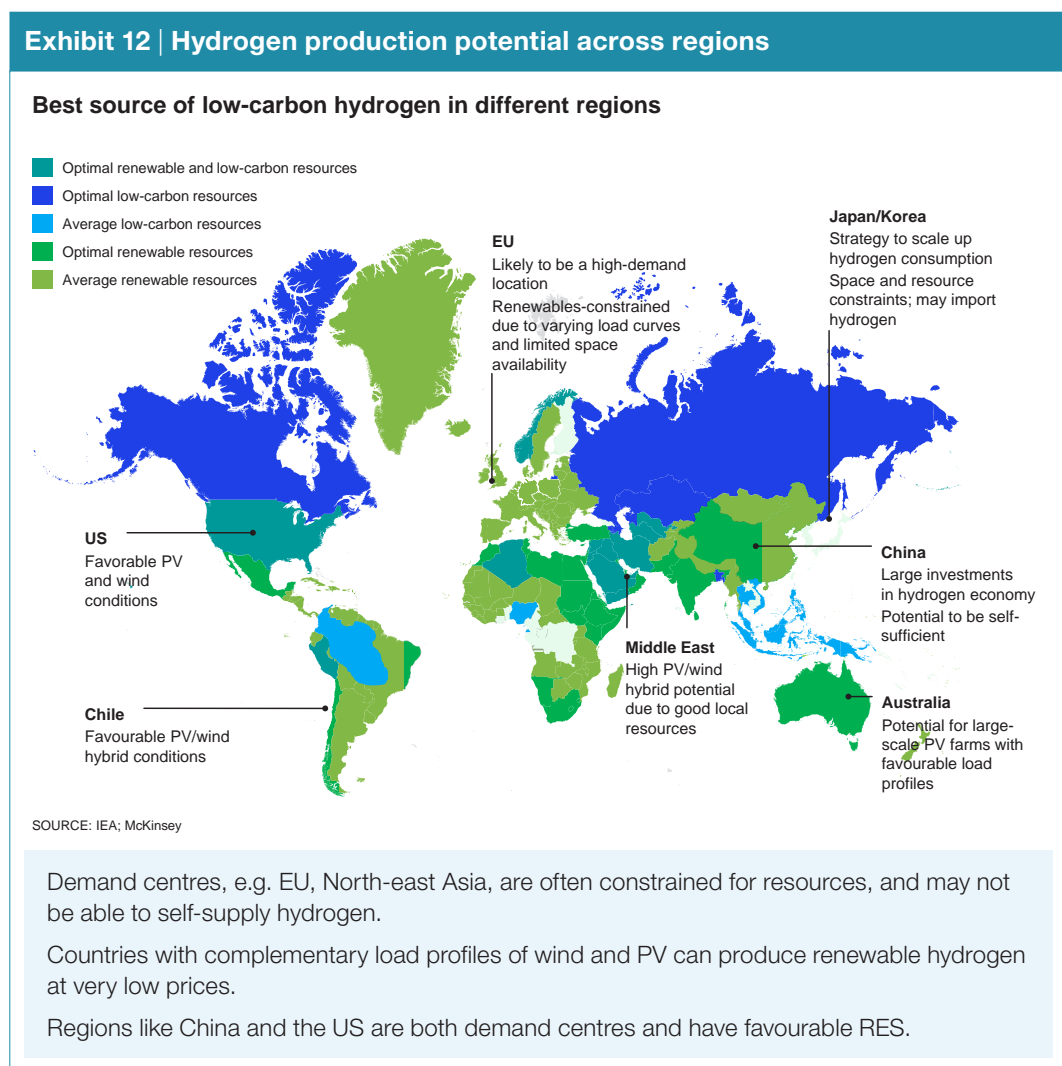 Exhibit 12 | Hydrogen production potential across regions
Best source of low-carbon hydrogen in different regions
Optimal renewable and low-carbon resources
Optimal low-carbon resources
Average low-carbon resources
Optimal renewable resources
Average renewable resources
EU
Likely to be a high-demand
location
Renewables-constrained
due to varying load curves
and limited space
availability
Japan/Korea
Strategy to scale up
hydrogen consumption
Space and resource
constraints; may import
hydrogen
US
Favorable PV
and wind
conditions
China
Large investments
in hydrogen economy
Potential to be self-
sufficient
Middle East
High PV/wind
hybrid potential
due to good local
resources
Chile
Favourable PV/wind
hybrid conditions
Australia
Potential for large-
scale PV farms with
favourable load
profiles
SOURCE: IEA; McKinsey
Demand centres, e.g. EU, North-east Asia, are often constrained for resources, and may not
be able to self-supply hydrogen.
Countries with complementary load profiles of wind and PV can produce renewable hydrogen
at very low prices.
Regions like China and the US are both demand centres and have favourable RES.